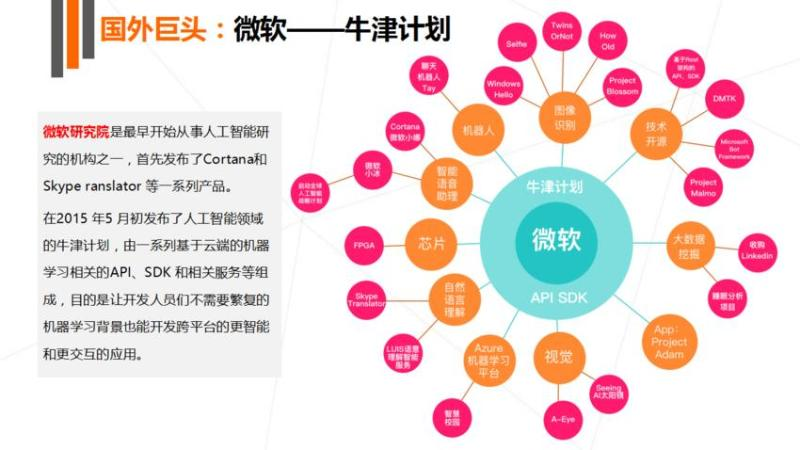 国外巨头：微软——牛津计划
微软研究院是最早开始从事人工智能研
究的机构之一，首先发布了Cortana和
Skype ranslator 等一系列产品。
在2015 年5 月初发布了人工智能领域
的牛津计划，由一系列基于云端的机器
学习相关的API、SDK 和相关服务等组
成，目的是让开发人员们不需要繁复的
机器学习背景也能开发跨平台的更智能
和更交互的应用。
牛津计划
微软
API SDK
图像
识别
Selfie
Twins
OrNot
How
Old
Windows
Hello
Project
Blossom
技术
开源
基于Rest
架构的
API、SDK
DMTK
Microsoft
Bot
Framework
Project
Malmo
大数据
挖掘
收购
LinkedIn
睡眠分析
项目
App：
Project
Adam
视觉
Seeing
AI太阳镜
A-Eye
Azure
机器学习
平台
智慧
校园
自然
语言
理解
Skype
Translator
LUIS语意
理解智能
服务
芯片
FPGA
智能
语音
助理
Cortana
微软小娜
微软
小冰
启动全球
人工智能
战略计划
机器人
聊天
机器人
Tay